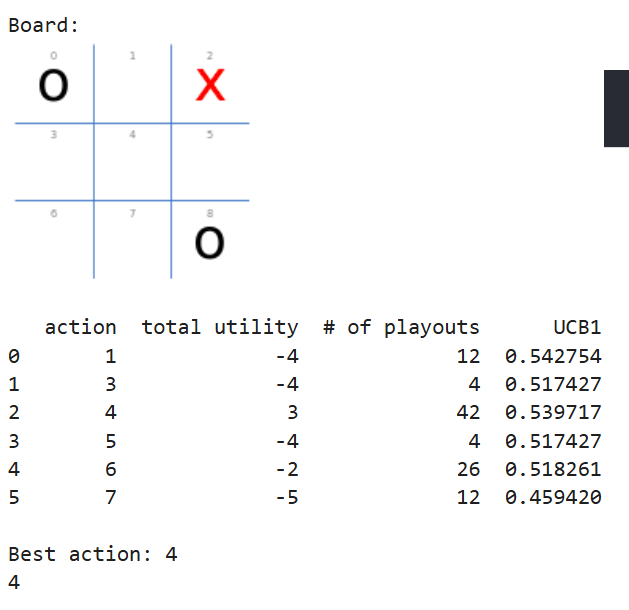 Board:
0 1 2
O X
3 4 5
6 7 8
O
action total utility # of playouts UCB1
0 1 -4 12 0.542754
1 3 -4 4 0.517427
2 4 3 42 0.539717
3 5 -4 4 0.517427
4 6 -2 26 0.518261
5 7 -5 12 0.459420
Best action: 4
4